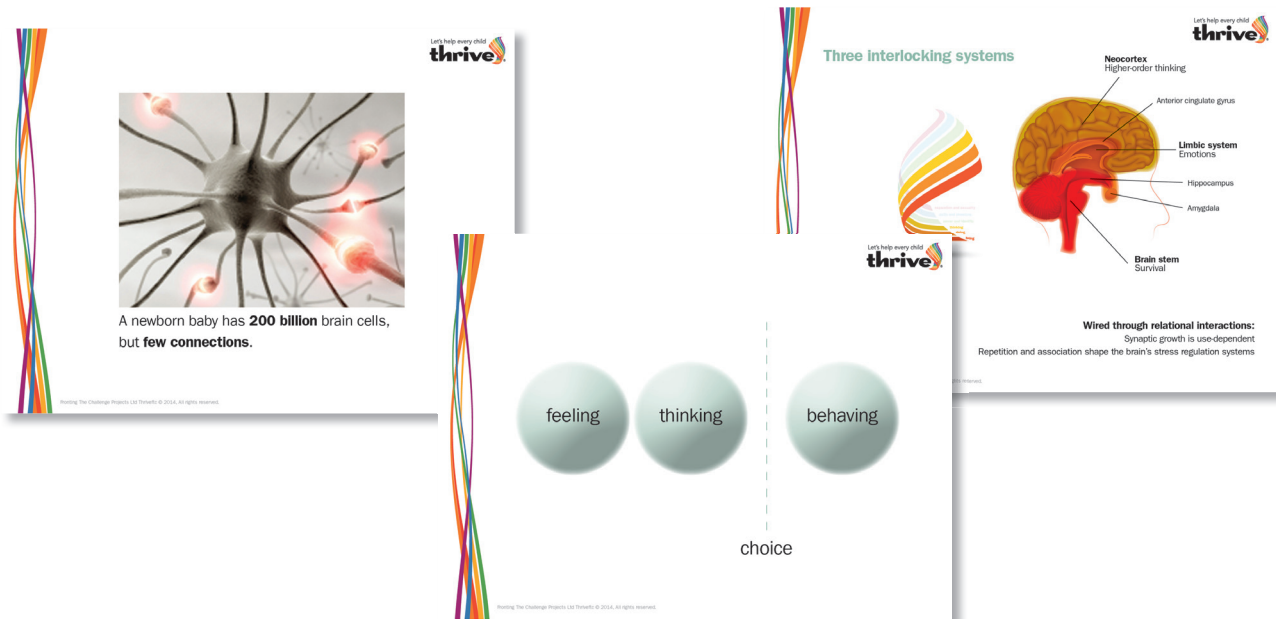 Let's help every child
thrive
A newborn baby has 200 billion brain cells,
but few connections.
Let's help every child
thrive
Three interlocking systems
Neocortex
Higher-order thinking
Anterior cingulate gyrus
Limbic system
Emotions
Hippocampus
Amygdala
Brain stem
Survival
Wired through relational interactions:
Synaptic growth is use-dependent
Repetition and association shape the brain's stress regulation systems
Let's help every child
thrive
feeling
thinking
behaving
choice